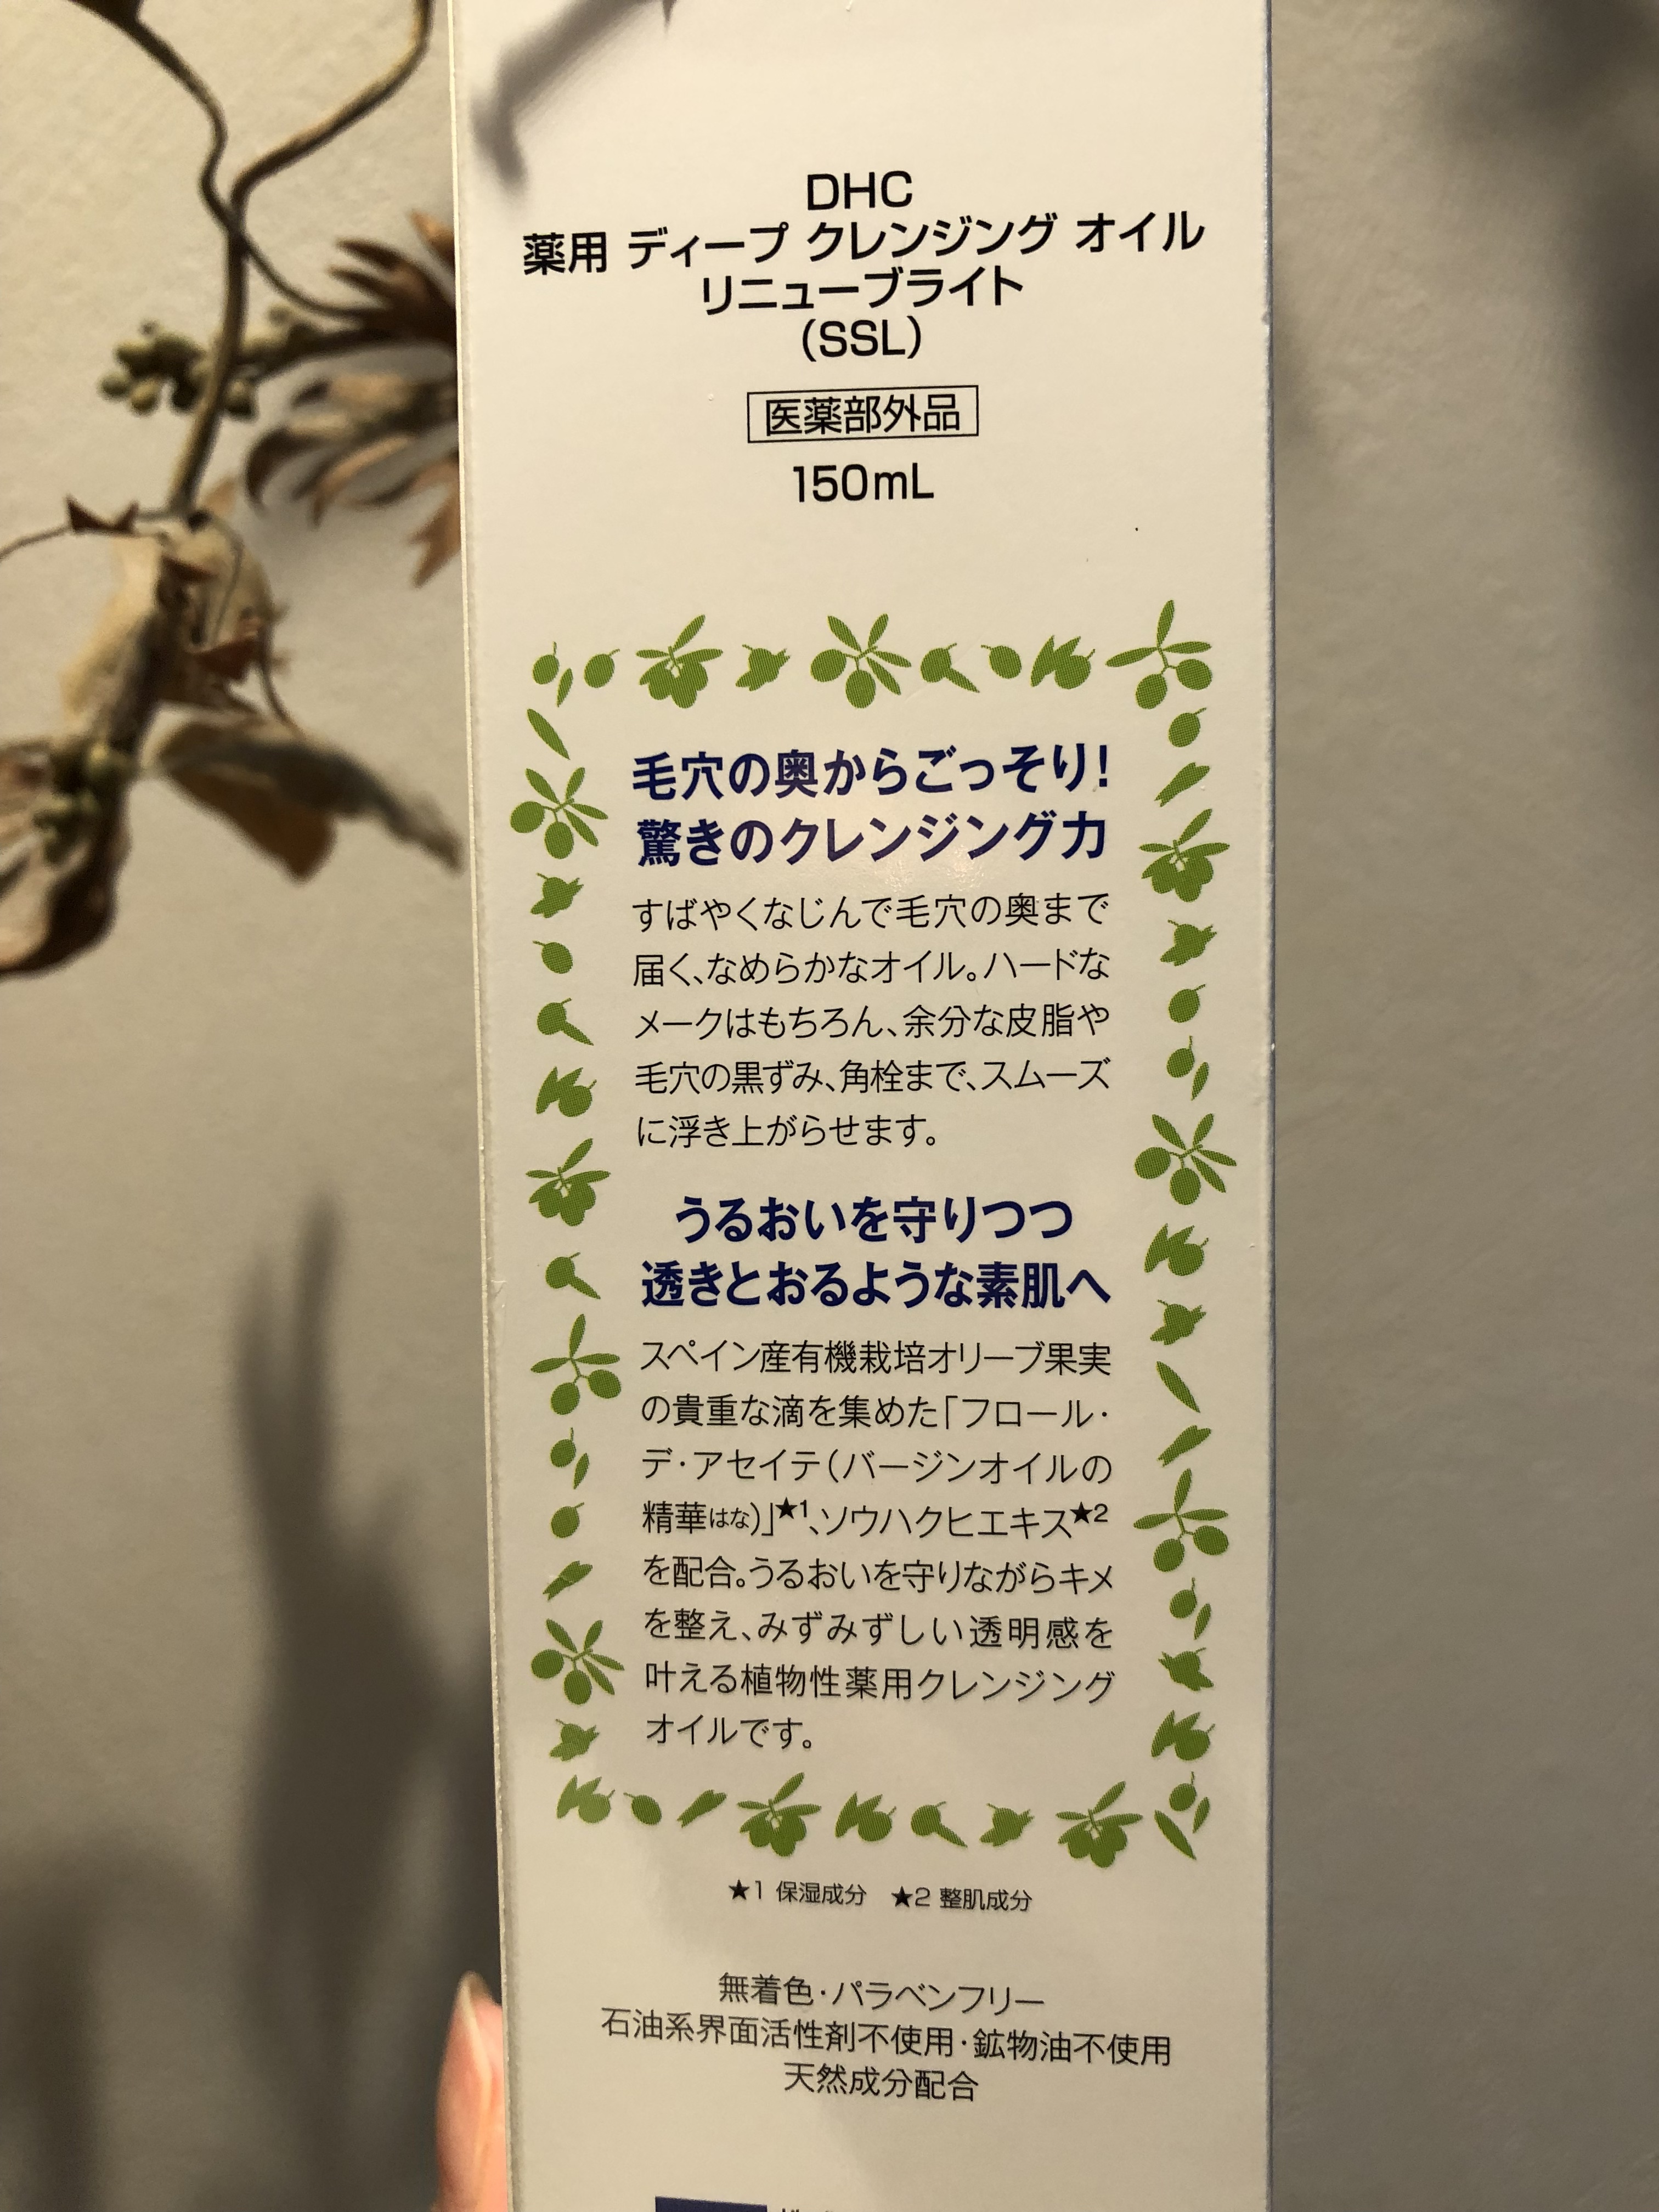 DHC
薬用 ディープ クレンジング オイル
リニューブライト
(SSL)
医薬部外品
150mL
毛穴の奥からごっそり!
驚きのクレンジング力
すばやくなじんで毛穴の奥まで
届く、なめらかなオイル。ハードな
メークはもちろん、余分な皮脂や
毛穴の黒ずみ、角栓まで、スムーズ
に浮き上がらせます。
うるおいを守りつつ
透きとおるような素肌へ
スペイン産有機栽培オリーブ果実
の貴重な滴を集めた「フロール・
デ・アセイテ(バージンオイルの
精華はな)」★1、ソウハクヒエキス★2
を配合。うるおいを守りながらキメ
を整え、みずみずしい透明感を
叶える植物性薬用クレンジング
オイルです。
★1 保湿成分 ★2 整肌成分
無着色・パラベンフリー
石油系界面活性剤不使用・鉱物油不使用
天然成分配合